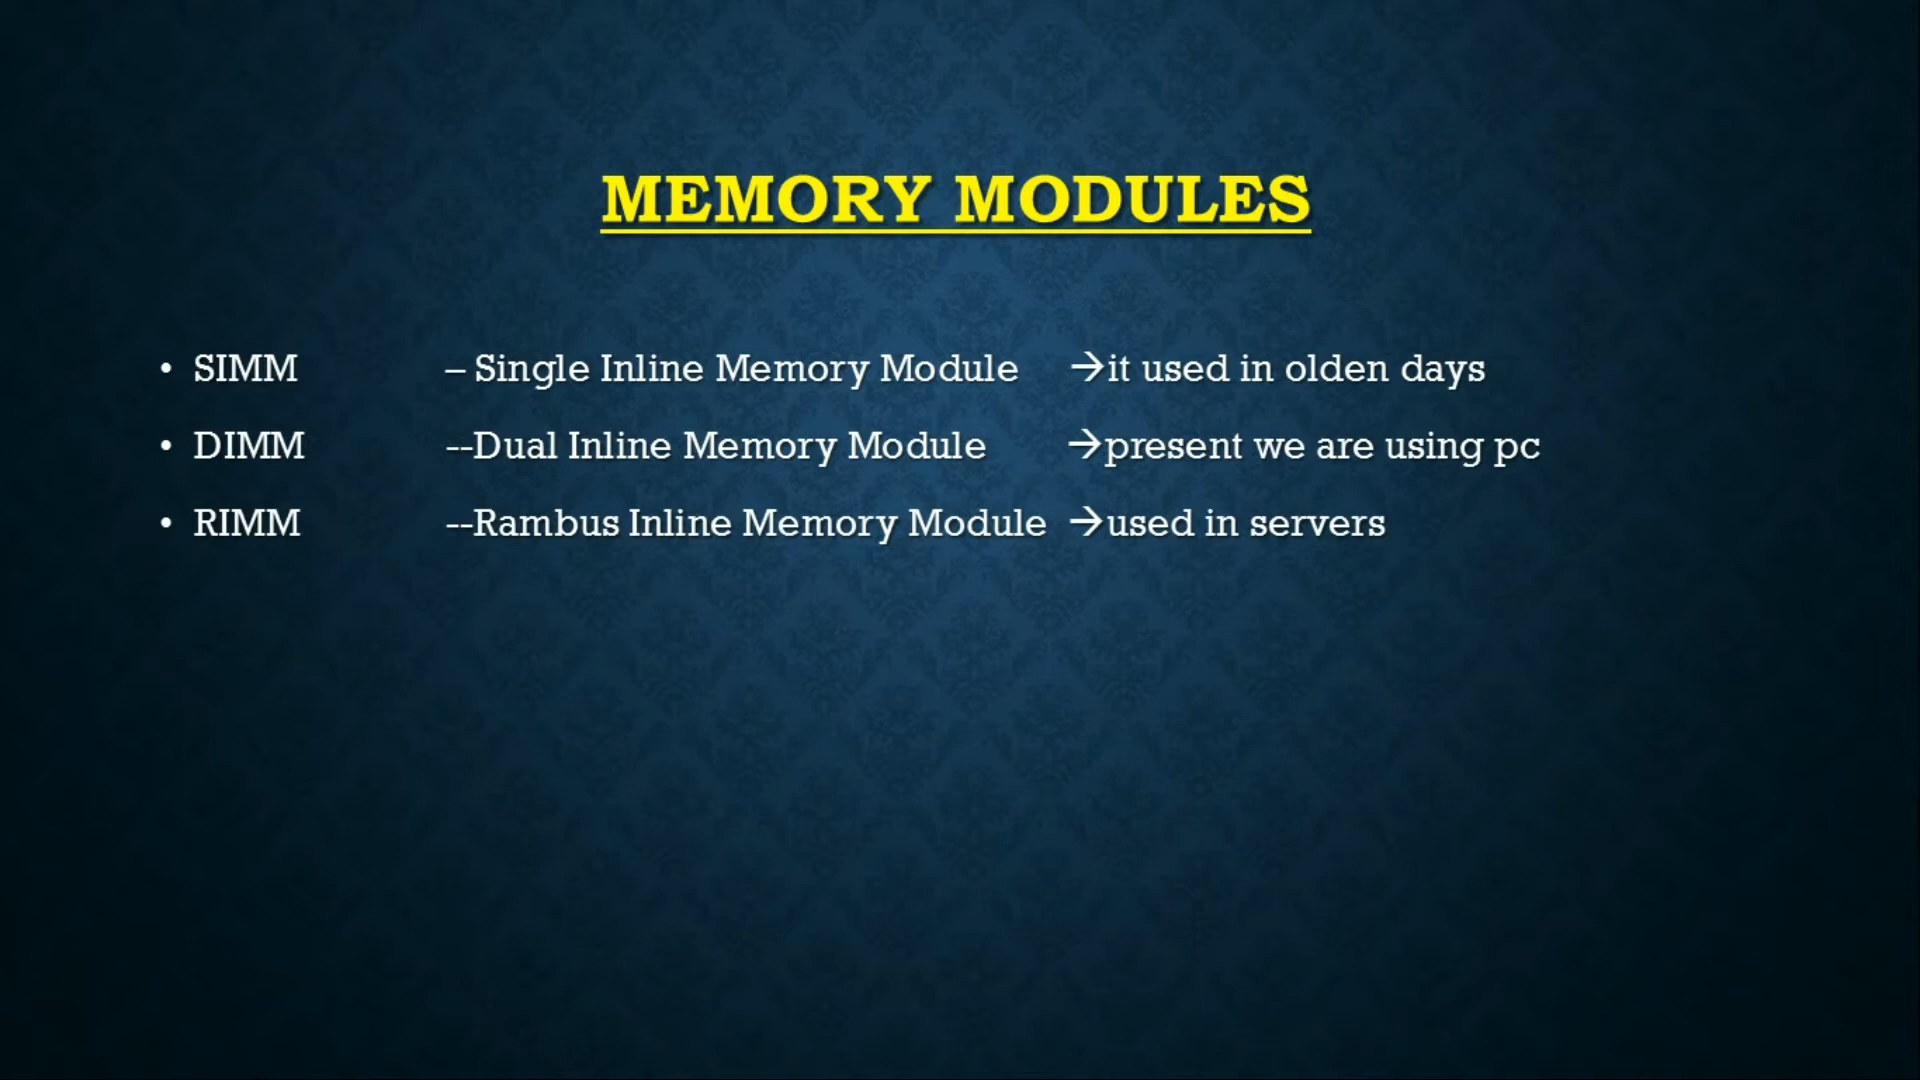 MEMORY MODULES
• SIMM – Single Inline Memory Module →it used in olden days
• DIMM --Dual Inline Memory Module →present we are using pc
• RIMM --Rambus Inline Memory Module →used in servers